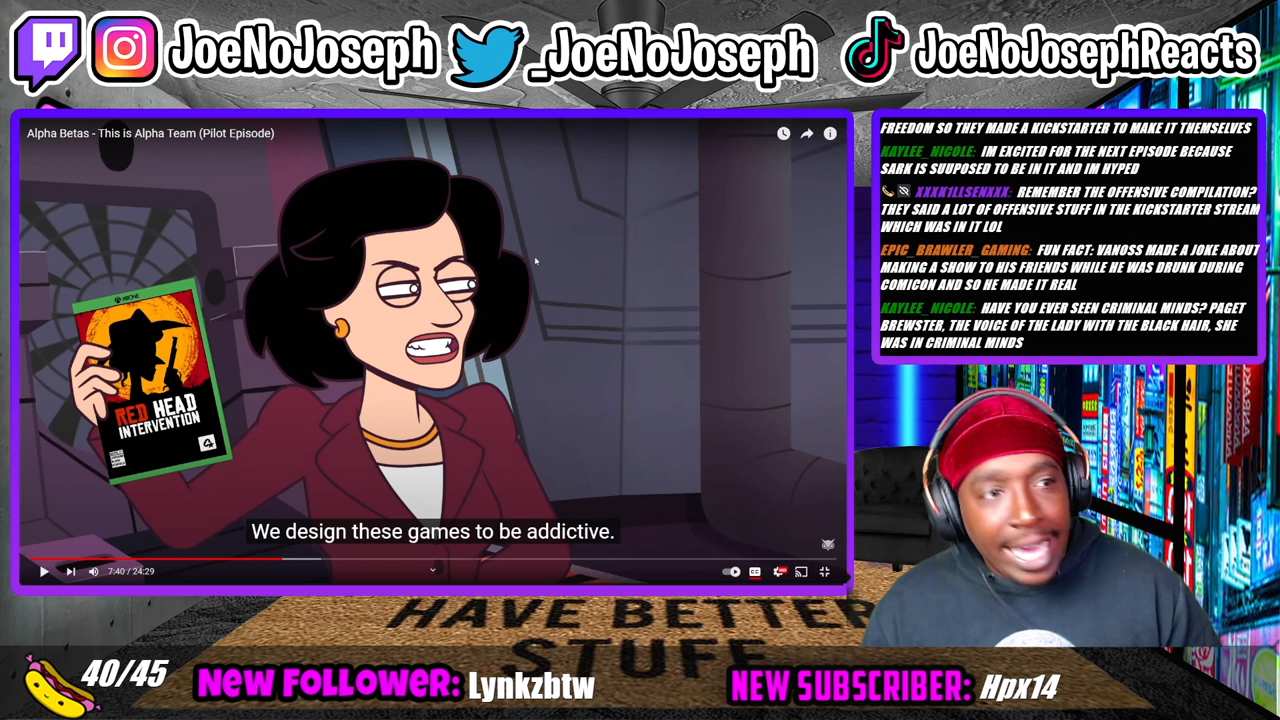 JoeNoJoseph
_JoeNoJoseph
JoeNoJosephReacts
Alpha Betas - This is Alpha Team (Pilot Episode)
FREEDOM SO THEY MADE A KICKSTARTER TO MAKE IT THEMSELVES
KAYLEE_NICOLE: IM EXCITED FOR THE NEXT EPISODE BECAUSE
SARK IS SUUPOSED TO BE IN IT AND IM HYPED
XXXK1LLSENXXX: REMEMBER THE OFFENSIVE COMPILATION?
THEY SAID A LOT OF OFFENSIVE STUFF IN THE KICKSTARTER STREAM
WHICH WAS IN IT LOL
EPIC_BRAWLER_GAMING: FUN FACT: VANOSS MADE A JOKE ABOUT
MAKING A SHOW TO HIS FRIENDS WHILE HE WAS DRUNK DURING
COMICON AND SO HE MADE IT REAL
KAYLEE_NICOLE: HAVE YOU EVER SEEN CRIMINAL MINDS? PAGET
BREWSTER, THE VOICE OF THE LADY WITH THE BLACK HAIR, SHE
WAS IN CRIMINAL MINDS
RED HEAD
INTERVENTION
4
We design these games to be addictive.
7:40 / 24:29
CC
HAVE BETTER
STUFF
40/45
NEW FOLLOWER: Lynkzbtw
NEW SUBSCRIBER: Hpx14